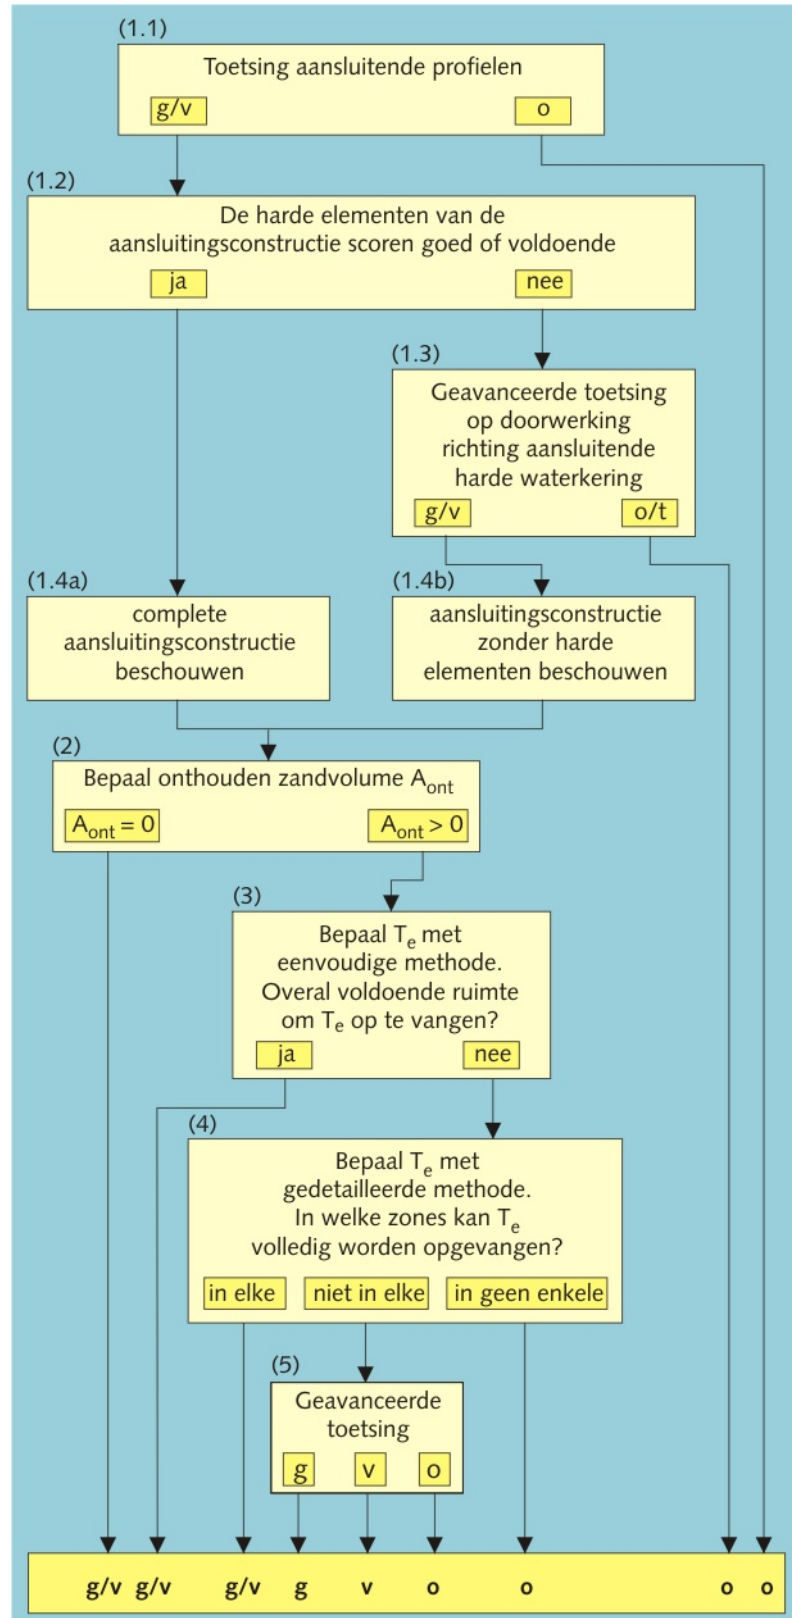 (1.1)
Toetsing aansluitende profielen
g/v o
(1.2)
De harde elementen van de
aansluitingsconstructie scoren goed of voldoende
ja nee
(1.3)
Geavanceerde toetsing
op doorwerking
richting aansluitende
harde waterkering
g/v o/t
(1.4a)
complete
aansluitingsconstructie
beschouwen
(1.4b)
aansluitingsconstructie
zonder harde
elementen beschouwen
(2)
Bepaal onthouden zandvolume Aont
Aont = 0 Aont > 0
(3)
Bepaal Te met
eenvoudige methode.
Overal voldoende ruimte
om Te op te vangen?
ja nee
(4)
Bepaal Te met
gedetailleerde methode.
In welke zones kan Te
volledig worden opgevangen?
in elke niet in elke in geen enkele
(5)
Geavanceerde
toetsing
g v o
g/v g/v g/v g v o o o o